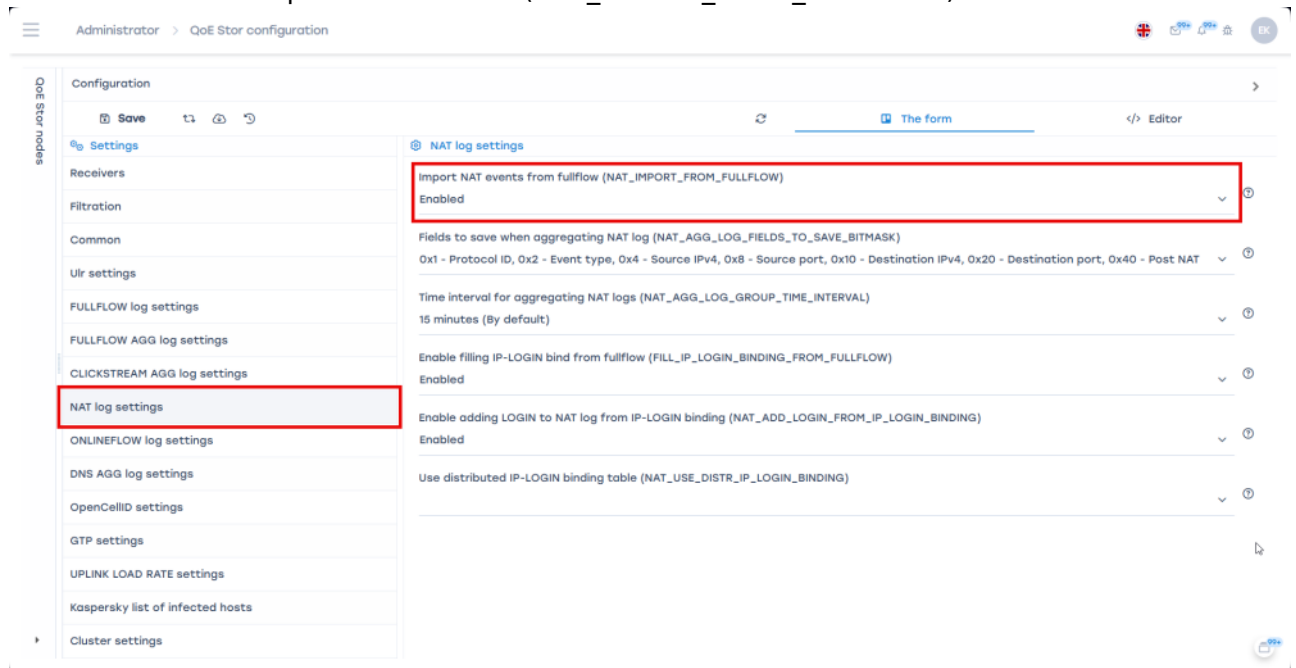 Administrator > QoE Stor configuration
99+ 99+ EK
QoE Stor nodes
Configuration
Save
The form
</> Editor
Settings
NAT log settings
Receivers
Filtration
Common
Ulr settings
FULLFLOW log settings
FULLFLOW AGG log settings
CLICKSTREAM AGG log settings
NAT log settings
ONLINEFLOW log settings
DNS AGG log settings
OpenCellID settings
GTP settings
UPLINK LOAD RATE settings
Kaspersky list of infected hosts
Cluster settings
Import NAT events from fullflow (NAT_IMPORT_FROM_FULLFLOW)
Enabled
Fields to save when aggregating NAT log (NAT_AGG_LOG_FIELDS_TO_SAVE_BITMASK)
0x1 - Protocol ID, 0x2 - Event type, 0x4 - Source IPv4, 0x8 - Source port, 0x10 - Destination IPv4, 0x20 - Destination port, 0x40 - Post NAT
Time interval for aggregating NAT logs (NAT_AGG_LOG_GROUP_TIME_INTERVAL)
15 minutes (By default)
Enable filling IP-LOGIN bind from fullflow (FILL_IP_LOGIN_BINDING_FROM_FULLFLOW)
Enabled
Enable adding LOGIN to NAT log from IP-LOGIN binding (NAT_ADD_LOGIN_FROM_IP_LOGIN_BINDING)
Enabled
Use distributed IP-LOGIN binding table (NAT_USE_DISTR_IP_LOGIN_BINDING)
99+